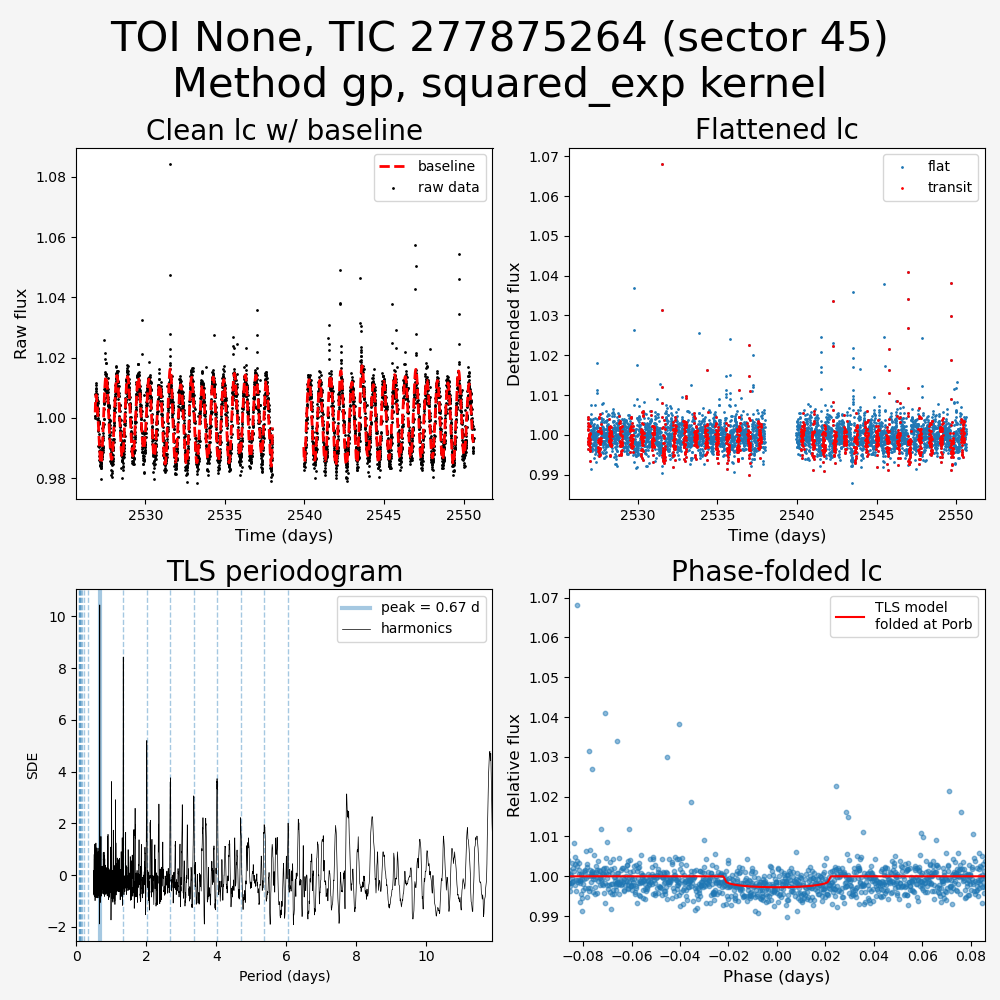 TOI None, TIC 277875264 (sector 45)
Method gp, squared_exp kernel
Clean lc w/ baseline
baseline
raw data
Raw flux
1.08
1.06
1.04
1.02
1.00
0.98
2530
2535
2540
2545
2550
Time (days)
Flattened lc
flat
transit
Detrended flux
1.07
1.06
1.05
1.04
1.03
1.02
1.01
1.00
0.99
2530
2535
2540
2545
2550
Time (days)
TLS periodogram
peak = 0.67 d
harmonics
SDE
10
8
6
4
2
0
−2
0
2
4
6
8
10
Period (days)
Phase-folded lc
TLS model
folded at Porb
Relative flux
1.07
1.06
1.05
1.04
1.03
1.02
1.01
1.00
0.99
−0.08
−0.06
−0.04
−0.02
0.00
0.02
0.04
0.06
0.08
Phase (days)